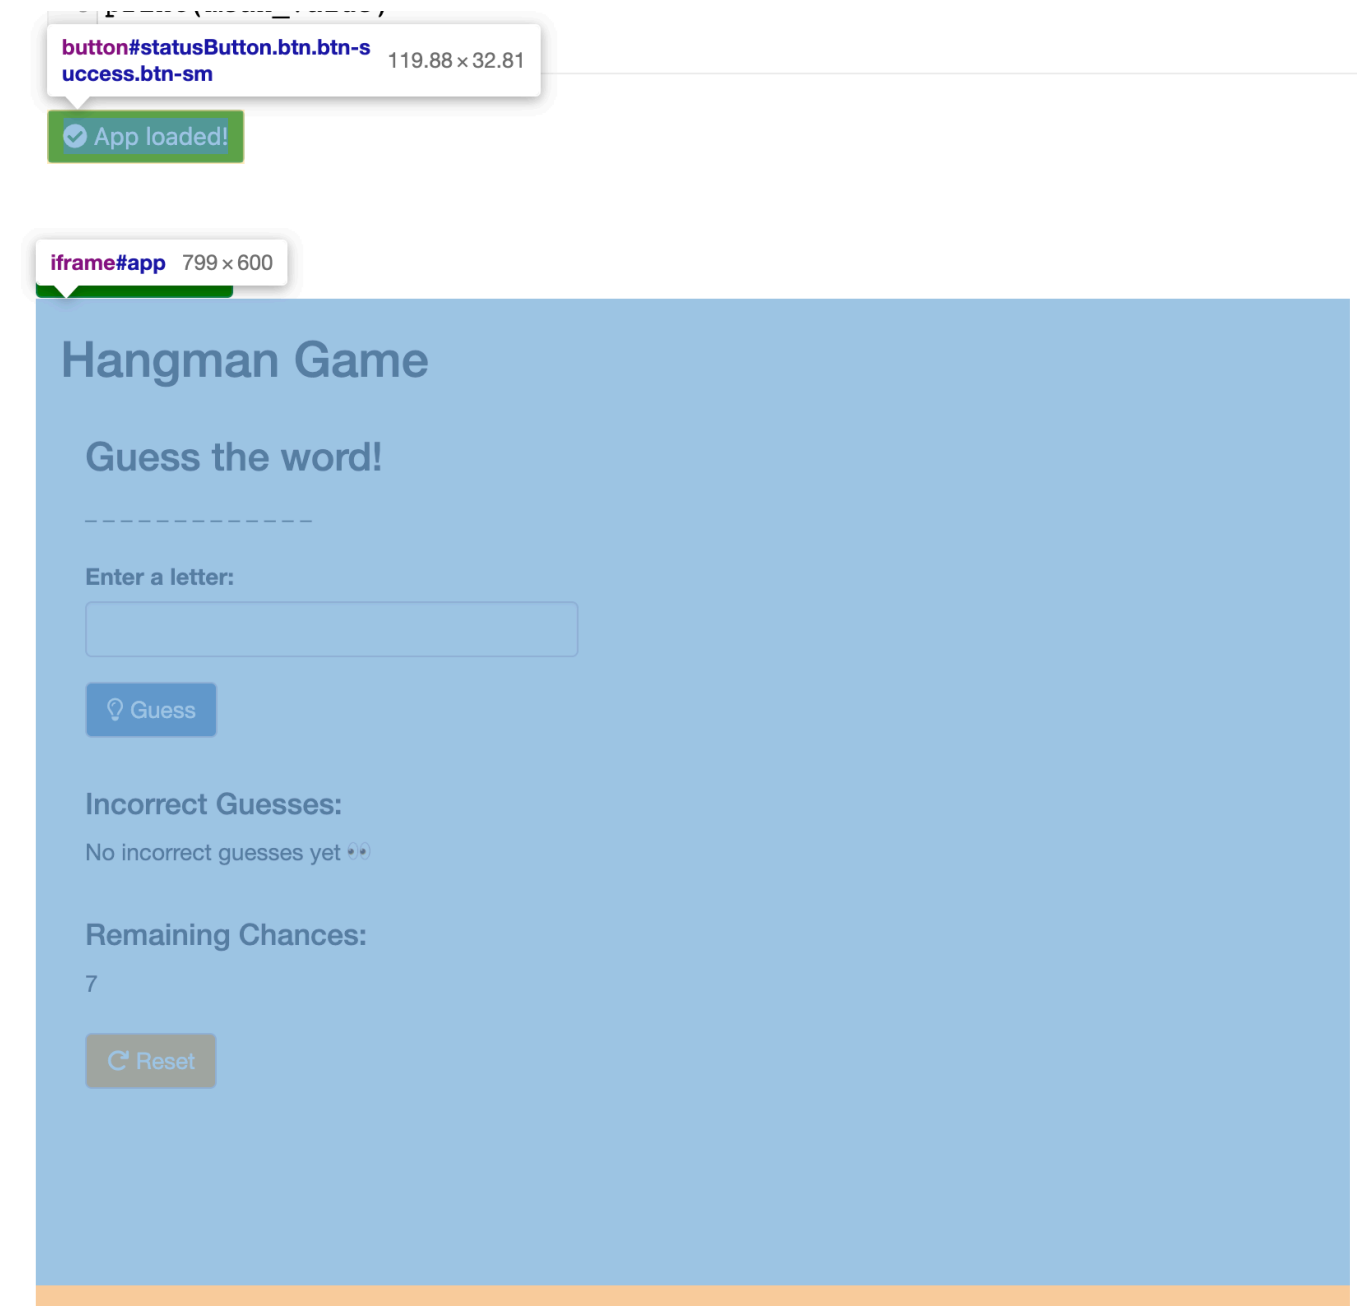 button#statusButton.btn.btn-s
uccess.btn-sm
119.88 × 32.81
App loaded!
iframe#app 799 × 600
Hangman Game
Guess the word!
_ _ _ _ _ _ _ _ _ _ _ _ _
Enter a letter:
Guess
Incorrect Guesses:
No incorrect guesses yet 👀
Remaining Chances:
7
Reset